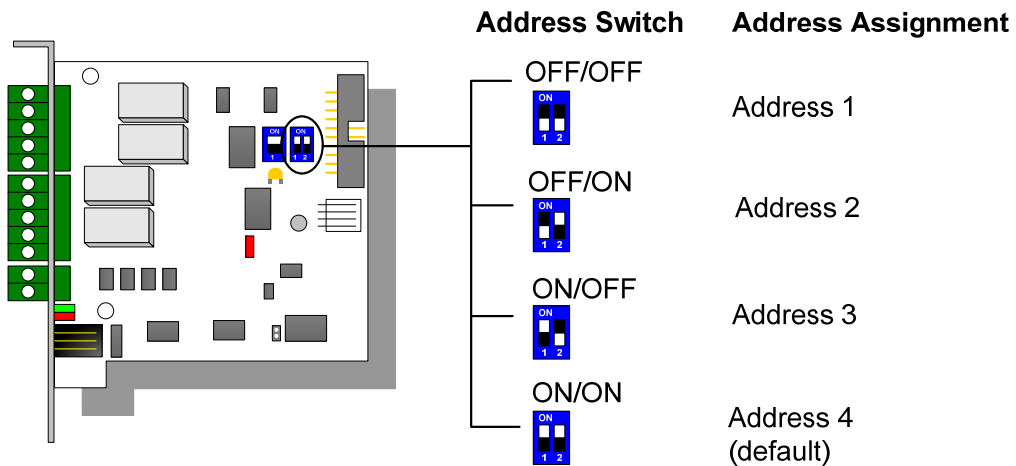 Address Switch Address Assignment
OFF/OFF
ON
1 2
Address 1
OFF/ON
ON
1 2
Address 2
ON/OFF
ON
1 2
Address 3
ON/ON
ON
1 2
Address 4
(default)
ON
1
ON
1 2